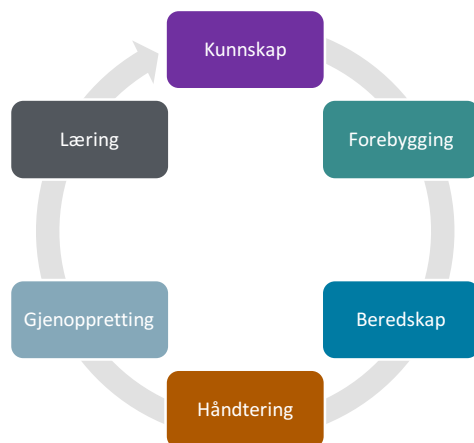 Kunnskap
Forebygging
Beredskap
Håndtering
Gjenoppretting
Læring